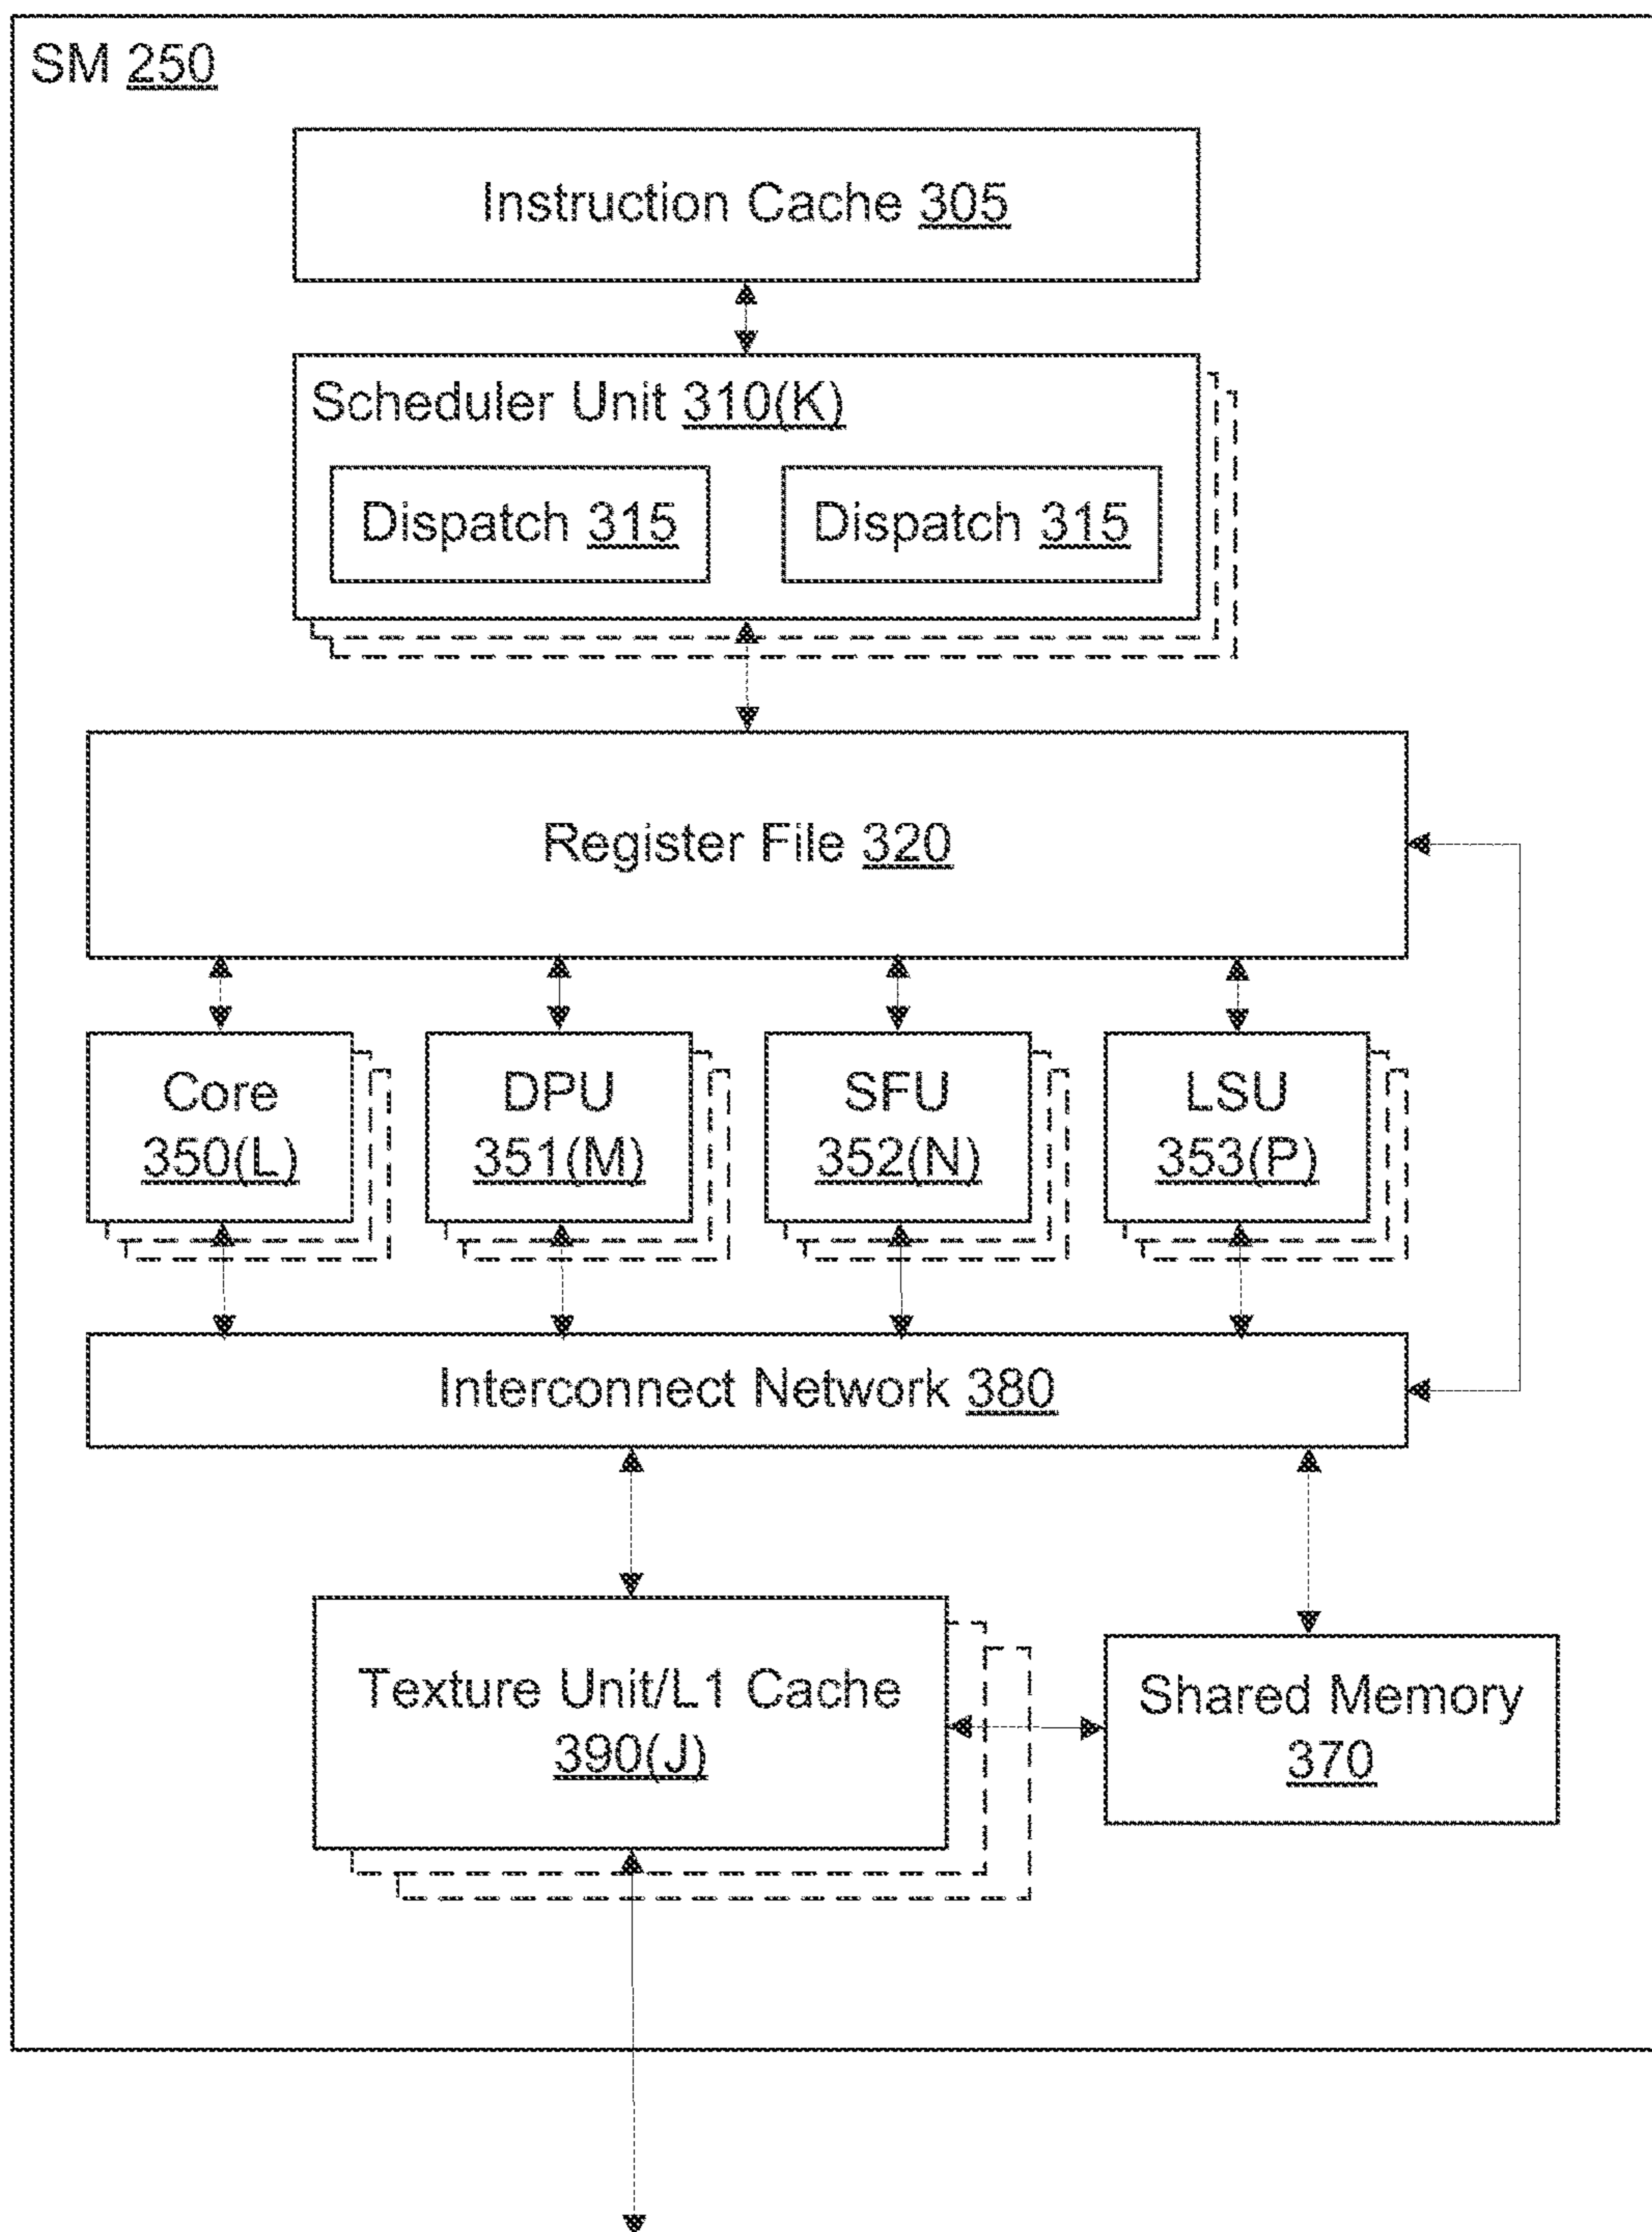 SM 250
Instruction Cache 305
Scheduler Unit 310(K)
Dispatch 315
Dispatch 315
Register File 320
Core
350(L)
DPU
351(M)
SFU
352(N)
LSU
353(P)
Interconnect Network 380
Texture Unit/L1 Cache
390(J)
Shared Memory
370